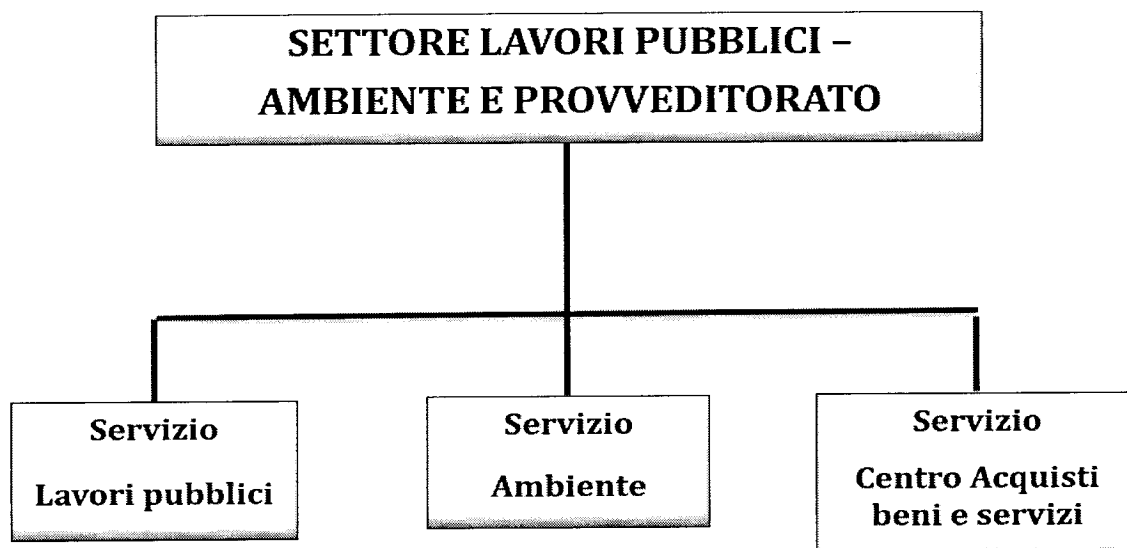 SETTORE LAVORI PUBBLICI –
AMBIENTE E PROVVEDITORATO
Servizio
Lavori pubblici
Servizio
Ambiente
Servizio
Centro Acquisti
beni e servizi